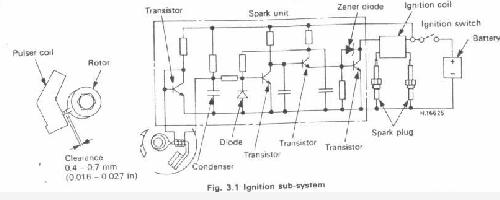 Transistor
Spark unit
Zener diode
Ignition coil
Ignition switch
Battery
Pulser coil
Rotor
Clearance
0.4 – 0.7 mm
(0.016 – 0.027 in)
Condenser
Diode
Transistor
Transistor
Transistor
Spark plug
H.16625
Fig. 3.1 Ignition sub-system